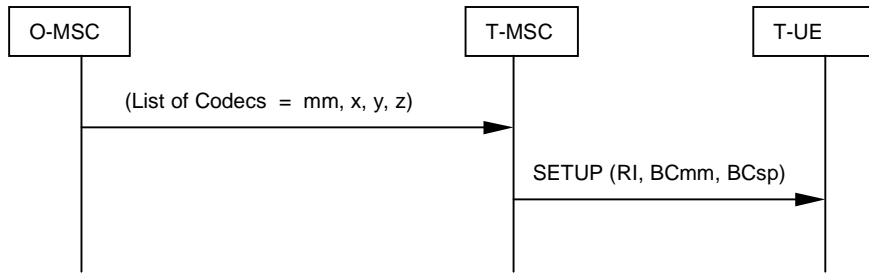 O-MSC
T-MSC
T-UE
(List of Codecs = mm, x, y, z)
SETUP (RI, BCmm, BCsp)